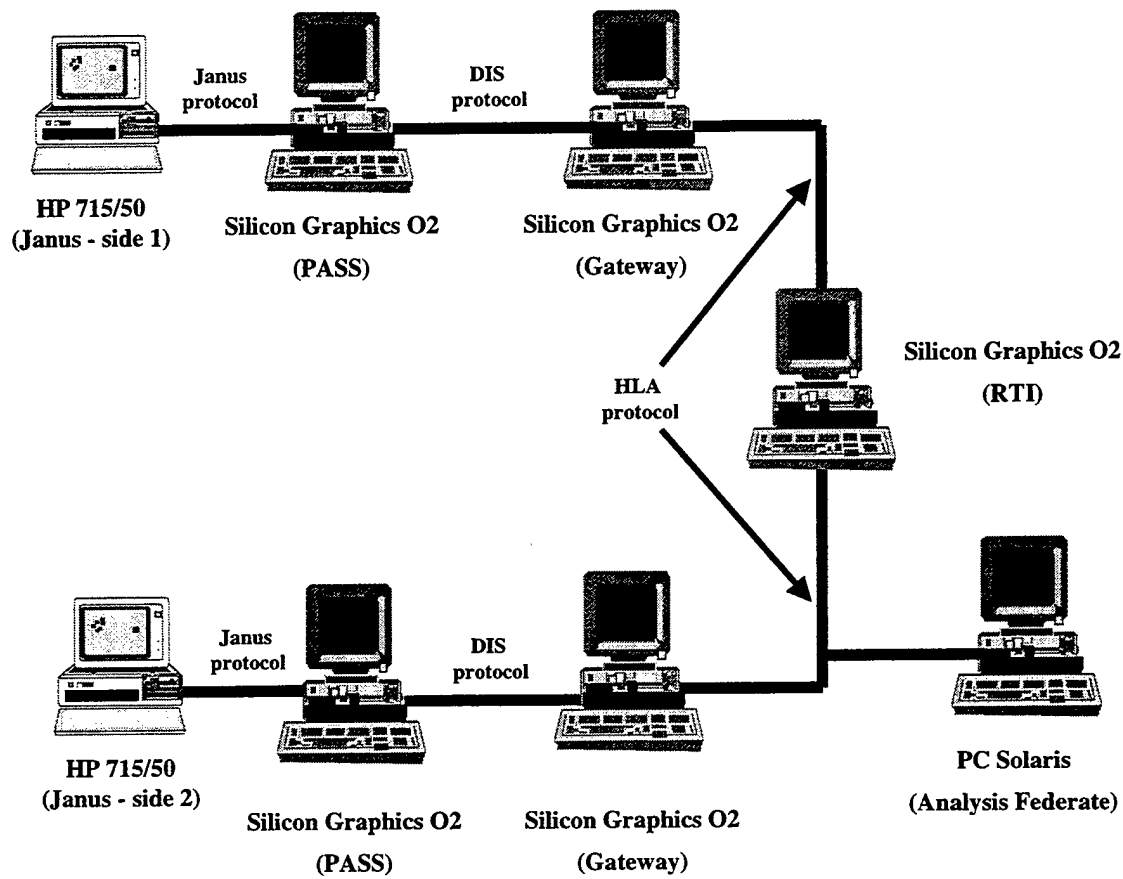 Janus
protocol
DIS
protocol
HP 715/50
(Janus - side 1)
Silicon Graphics O2
(PASS)
Silicon Graphics O2
(Gateway)
HLA
protocol
Silicon Graphics O2
(RTI)
Janus
protocol
DIS
protocol
HP 715/50
(Janus - side 2)
Silicon Graphics O2
(PASS)
Silicon Graphics O2
(Gateway)
PC Solaris
(Analysis Federate)